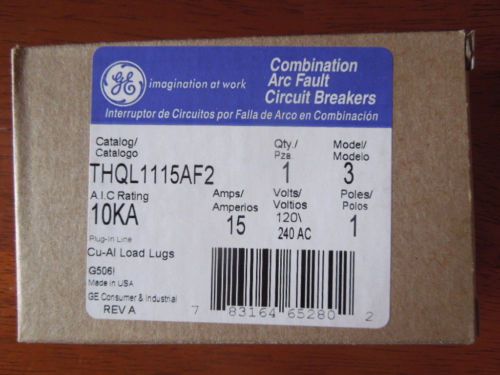 GE imagination at work
Combination
Arc Fault
Circuit Breakers
Interruptor de Circuitos por Falla de Arco en Combinación
Catalog/
Catalogo
THQL1115AF2
Qty./
Pza
1
Model/
Modelo
3
A.I.C Rating
10KA
Amps/
Amperios
15
Volts/
Voltios
120\
240 AC
Poles/
Polos
1
Plug-In Line
Cu-Al Load Lugs
G506I
Made in USA
GE Consumer & Industrial
REV A
7 83164 65280 2